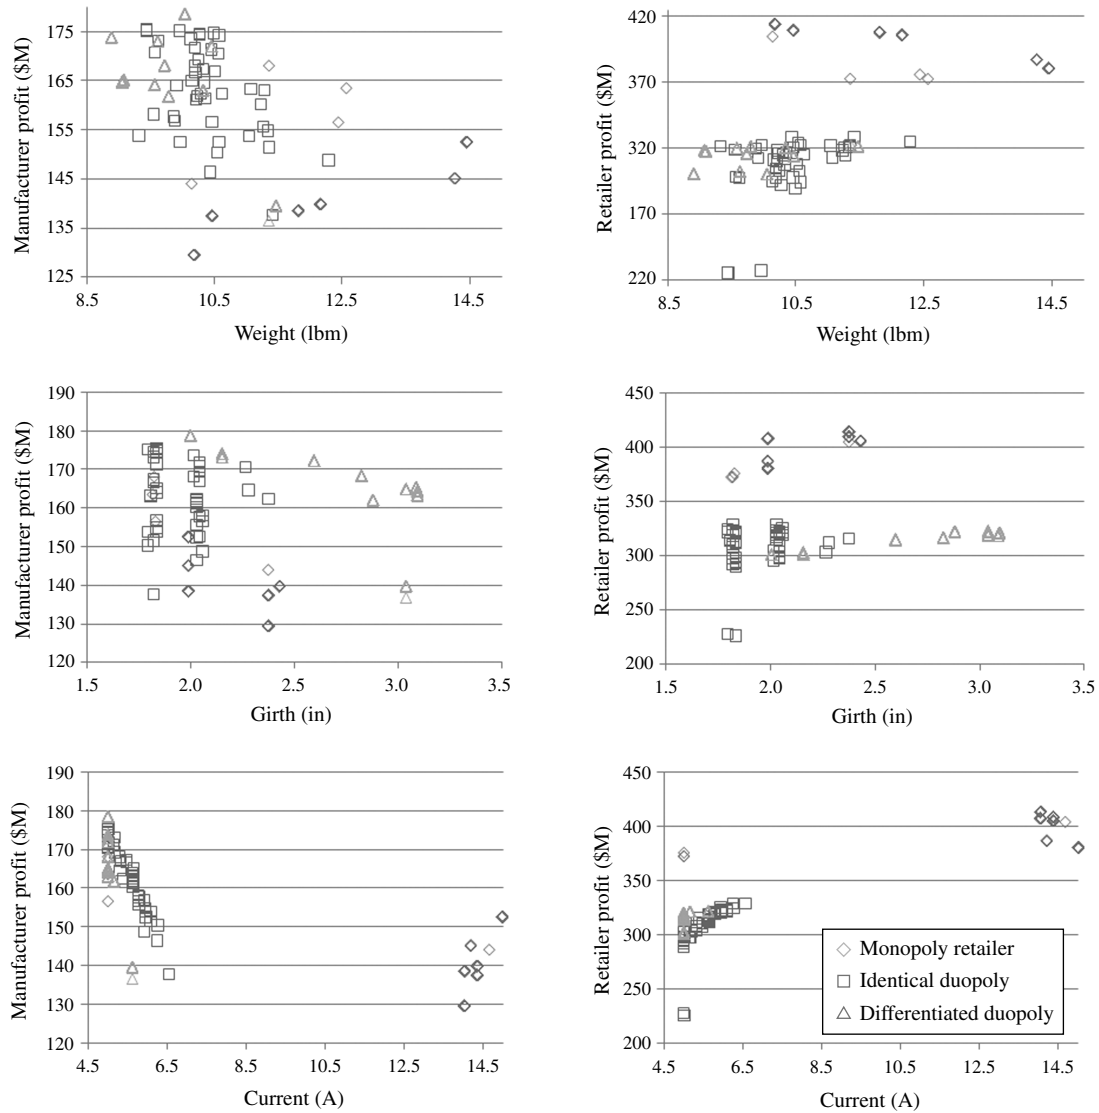 Manufacturer profit ($M)
175
165
155
145
135
125
8.5 10.5 12.5 14.5
Weight (lbm)
Retailer profit ($M)
420
370
320
170
220
8.5 10.5 12.5 14.5
Weight (lbm)
Manufacturer profit ($M)
190
180
170
160
150
140
130
120
1.5 2.0 2.5 3.0 3.5
Girth (in)
Retailer profit ($M)
450
400
350
300
250
200
1.5 2.0 2.5 3.0 3.5
Girth (in)
Manufacturer profit ($M)
190
180
170
160
150
140
130
120
4.5 6.5 8.5 10.5 12.5 14.5
Current (A)
Retailer profit ($M)
450
400
350
300
250
200
4.5 6.5 8.5 10.5 12.5 14.5
Current (A)
Monopoly retailer
Identical duopoly
Differentiated duopoly